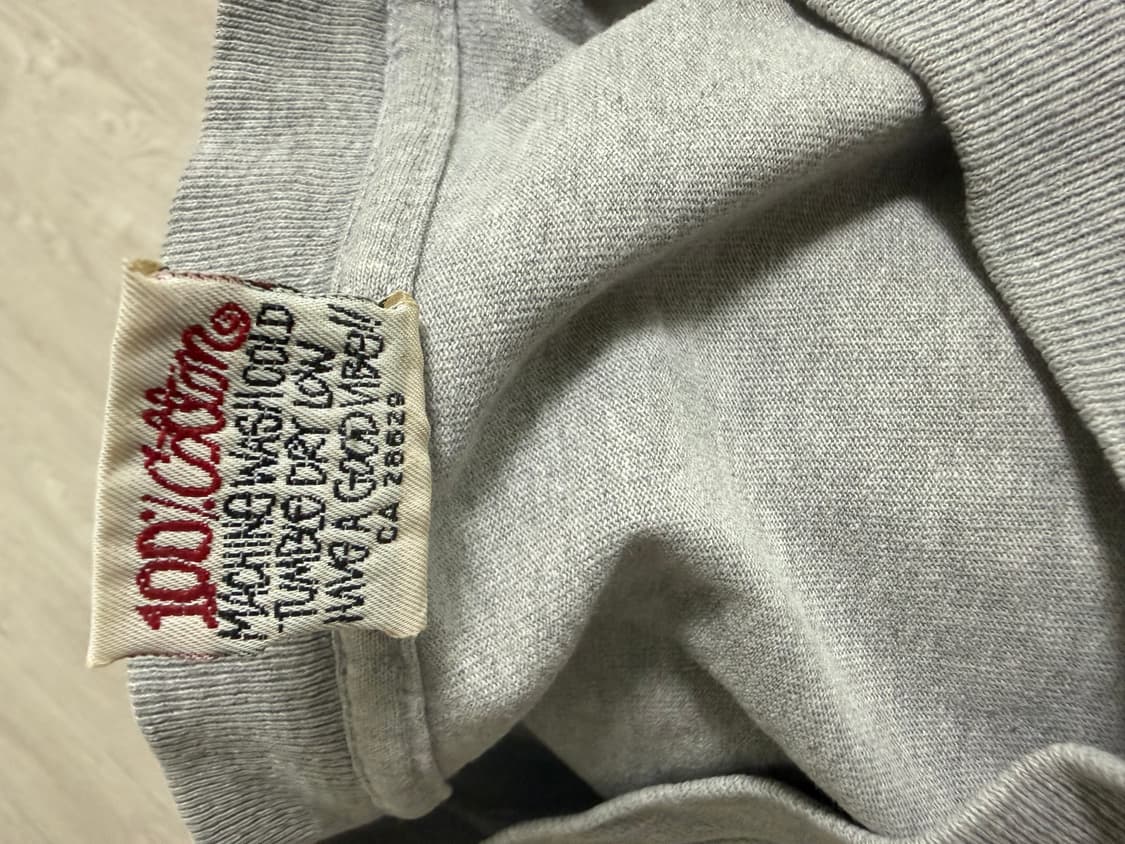 100% Cotton
MACHINE WASH COLD
TUMBLE DRY LOW
HAVE A GOOD VIBE!!
CA 28629